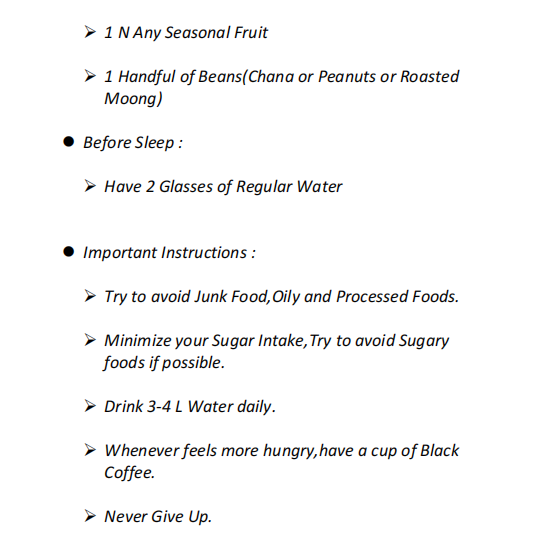 ➢ 1 N Any Seasonal Fruit
➢ 1 Handful of Beans(Chana or Peanuts or Roasted
Moong)
● Before Sleep :
➢ Have 2 Glasses of Regular Water
● Important Instructions :
➢ Try to avoid Junk Food,Oily and Processed Foods.
➢ Minimize your Sugar Intake,Try to avoid Sugary
foods if possible.
➢ Drink 3-4 L Water daily.
➢ Whenever feels more hungry,have a cup of Black
Coffee.
➢ Never Give Up.